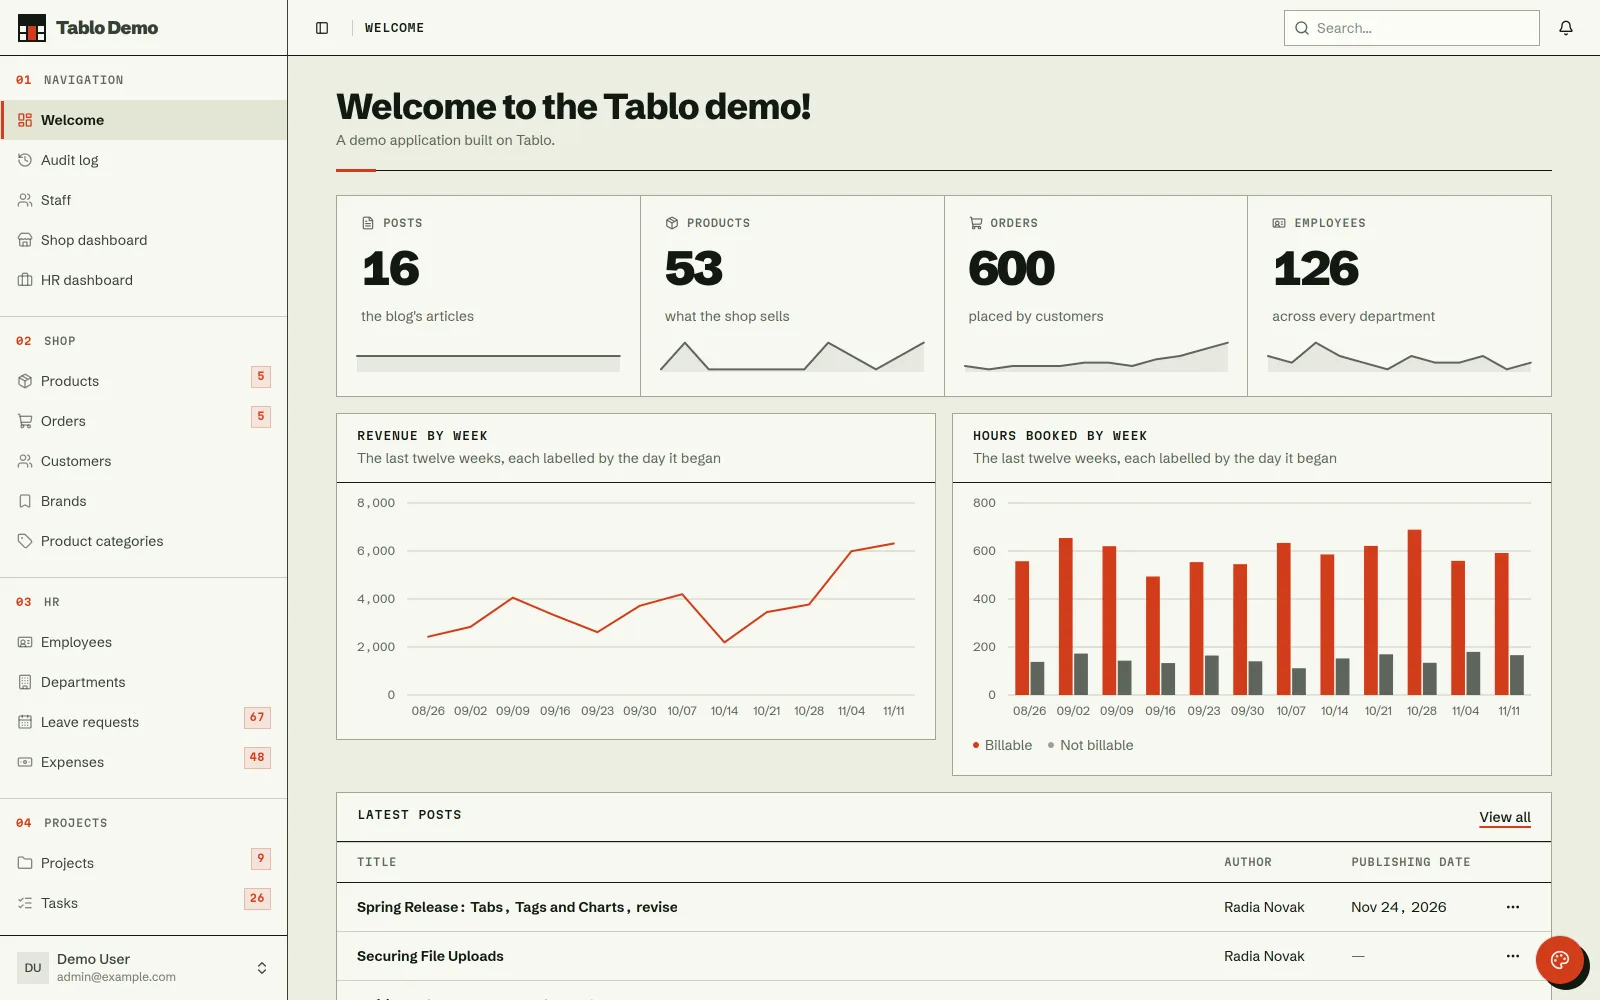 Tablo Demo
WELCOME
Search...
01 NAVIGATION
Welcome
Audit log
Staff
Shop dashboard
HR dashboard
02 SHOP
Products 5
Orders 5
Customers
Brands
Product categories
03 HR
Employees
Departments
Leave requests 67
Expenses 48
04 PROJECTS
Projects 9
Tasks 26
DU
Demo User
admin@example.com
Welcome to the Tablo demo!
A demo application built on Tablo.
POSTS
16
the blog's articles
PRODUCTS
53
what the shop sells
ORDERS
600
placed by customers
EMPLOYEES
126
across every department
REVENUE BY WEEK
The last twelve weeks, each labelled by the day it began
8,000
6,000
4,000
2,000
0
08/26 09/02 09/09 09/16 09/23 09/30 10/07 10/14 10/21 10/28 11/04 11/11
HOURS BOOKED BY WEEK
The last twelve weeks, each labelled by the day it began
800
600
400
200
0
08/26 09/02 09/09 09/16 09/23 09/30 10/07 10/14 10/21 10/28 11/04 11/11
Billable Not billable
LATEST POSTS
View all
TITLE AUTHOR PUBLISHING DATE
Spring Release: Tabs, Tags and Charts, revise Radia Novak Nov 24, 2026
Securing File Uploads Radia Novak —